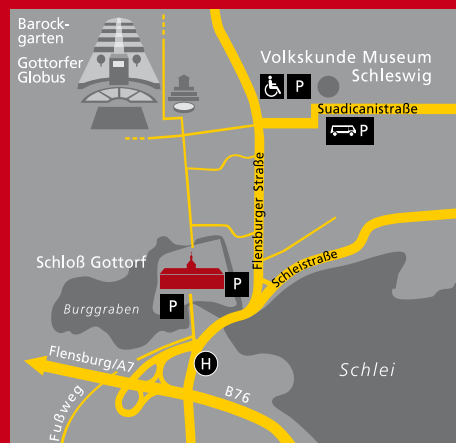 Barock-
garten
Gottorfer
Globus
Volkskunde Museum
Schleswig
P
Suadicanistraße
P
Flensburger Straße
Schloß Gottorf
P
P
Schleistraße
Burggraben
Flensburg/A7
H
Schlei
B76
Fußweg